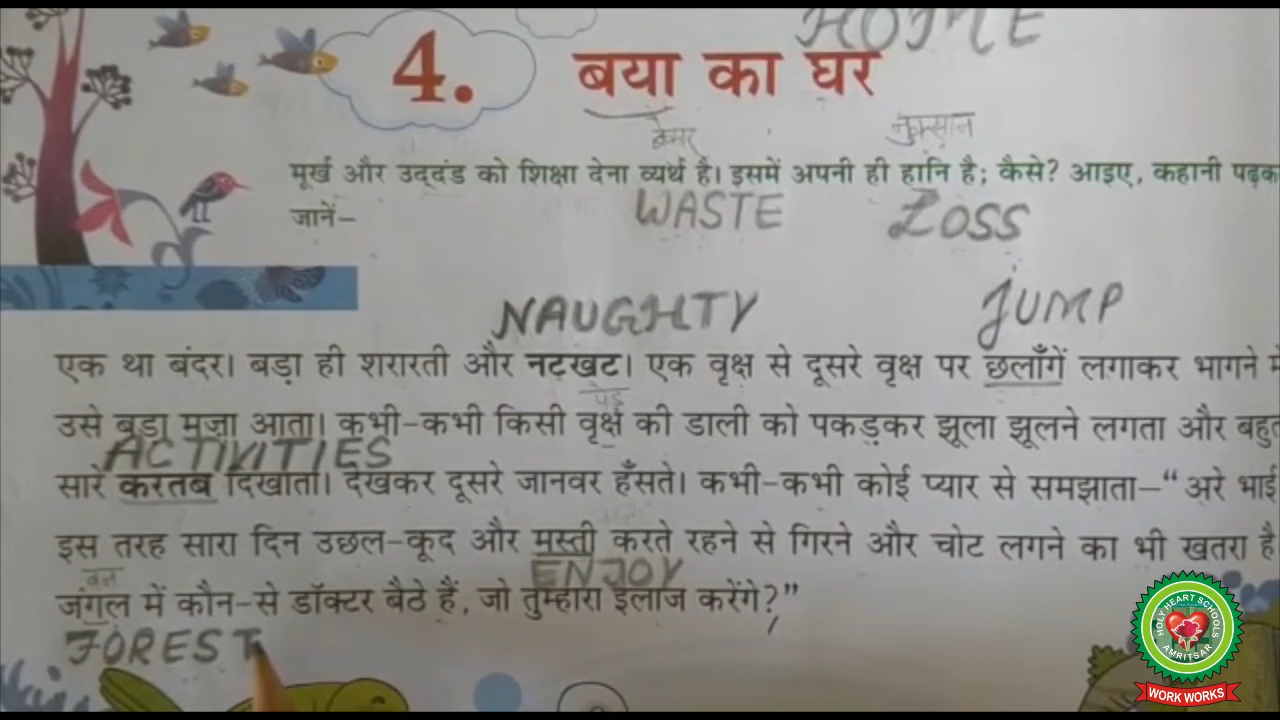 HOME
4. बया का घर
बेकार नुकसान
मूर्ख और उद्दंड को शिक्षा देना व्यर्थ है। इसमें अपनी ही हानि है; कैसे? आइए, कहानी पढ़क
जानें–
WASTE LOSS
NAUGHTY JUMP
एक था बंदर। बड़ा ही शरारती और नटखट। एक वृक्ष से दूसरे वृक्ष पर छलाँगें लगाकर भागने में
पेड़
उसे बड़ा मज़ा आता। कभी-कभी किसी वृक्ष की डाली को पकड़कर झूला झूलने लगता और बहुत
ACTIVITIES
सारे करतब दिखाता। देखकर दूसरे जानवर हँसते। कभी-कभी कोई प्यार से समझाता–“अरे भाई
इस तरह सारा दिन उछल-कूद और मस्ती करते रहने से गिरने और चोट लगने का भी खतरा है
वन ENJOY
जंगल में कौन-से डॉक्टर बैठे हैं, जो तुम्हारा इलाज करेंगे?”
FOREST
HOLY HEART SCHOOLS
AMRITSAR
WORK WORKS